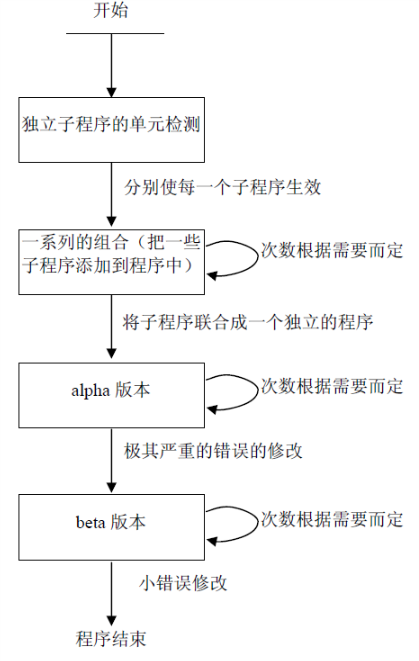 开始
独立子程序的单元检测
分别使每一个子程序生效
一系列的组合（把一些
子程序添加到程序中）
次数根据需要而定
将子程序联合成一个独立的程序
alpha 版本
次数根据需要而定
极其严重的错误的修改
beta 版本
次数根据需要而定
小错误修改
程序结束